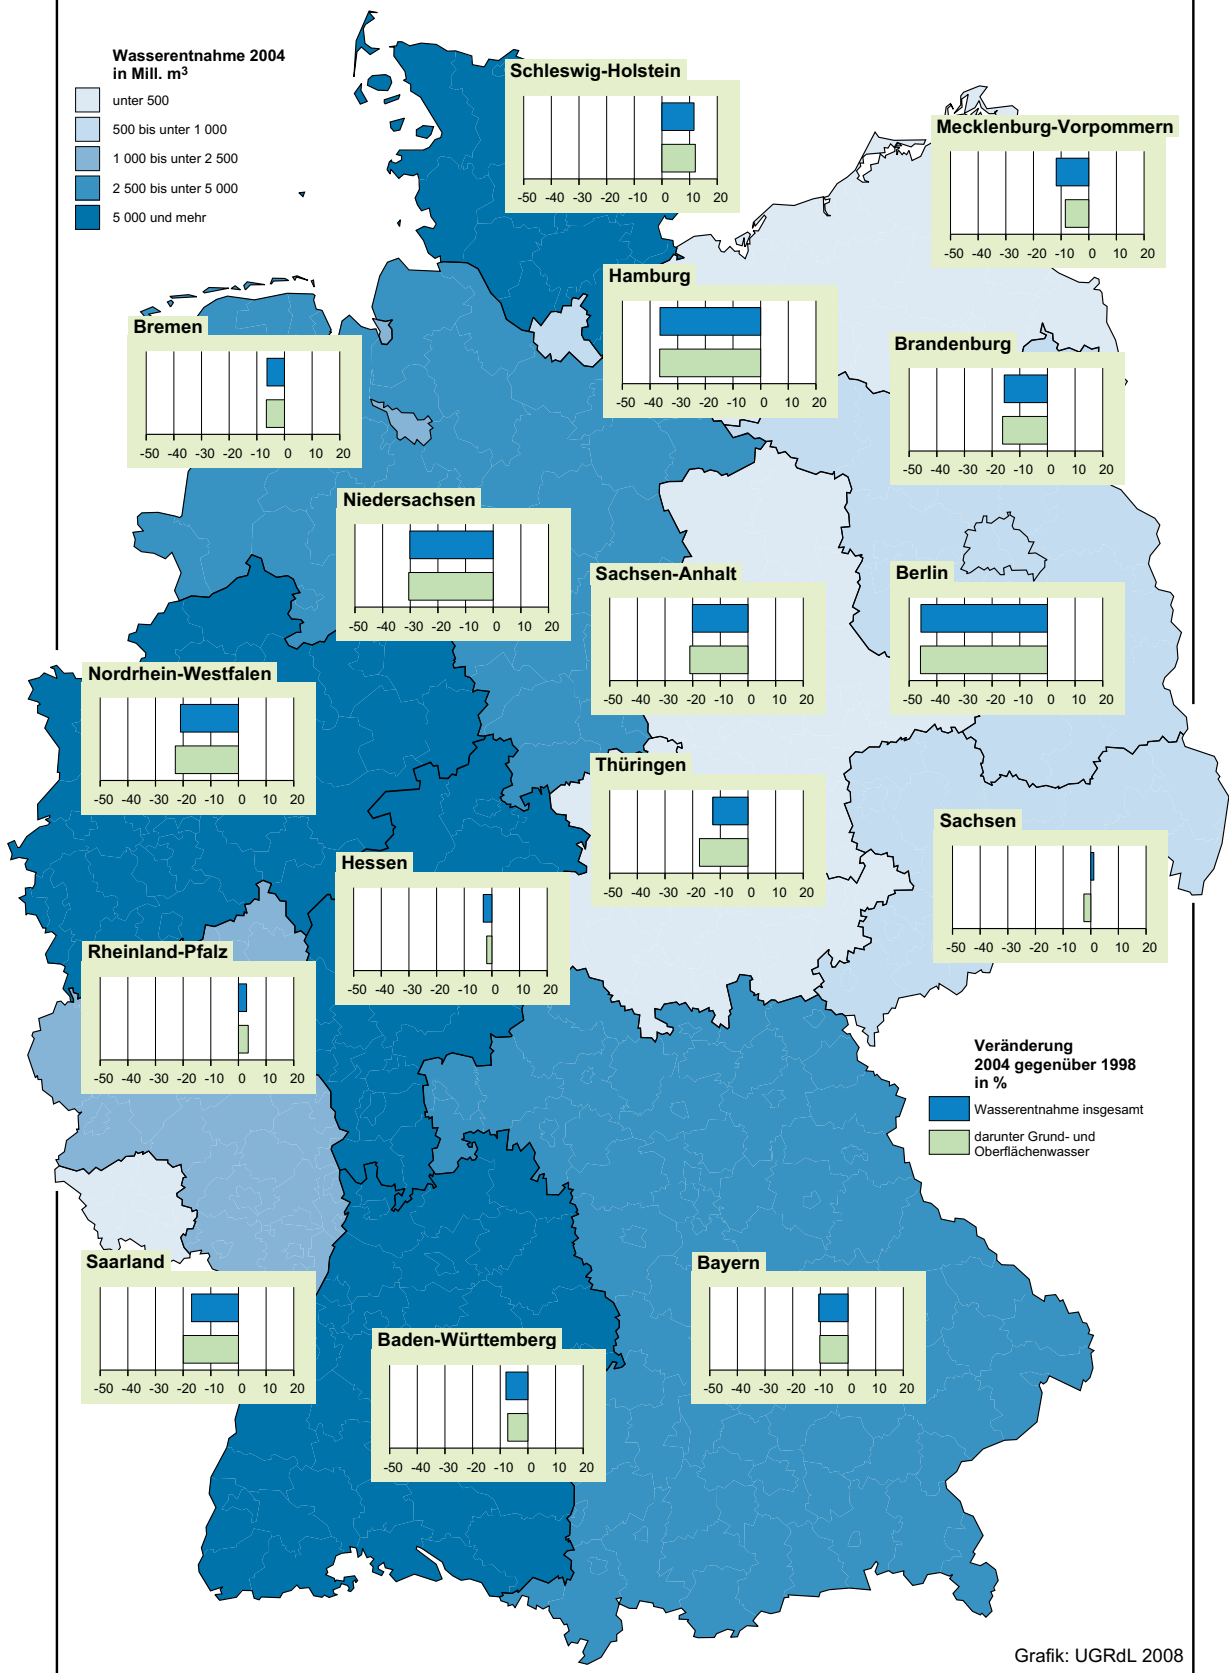 Wasserentnahme 2004
in Mill. m³
unter 500
500 bis unter 1 000
1 000 bis unter 2 500
2 500 bis unter 5 000
5 000 und mehr
Schleswig-Holstein
-50 -40 -30 -20 -10 0 10 20
Mecklenburg-Vorpommern
-50 -40 -30 -20 -10 0 10 20
Hamburg
-50 -40 -30 -20 -10 0 10 20
Bremen
-50 -40 -30 -20 -10 0 10 20
Brandenburg
-50 -40 -30 -20 -10 0 10 20
Niedersachsen
-50 -40 -30 -20 -10 0 10 20
Sachsen-Anhalt
-50 -40 -30 -20 -10 0 10 20
Berlin
-50 -40 -30 -20 -10 0 10 20
Nordrhein-Westfalen
-50 -40 -30 -20 -10 0 10 20
Thüringen
-50 -40 -30 -20 -10 0 10 20
Sachsen
-50 -40 -30 -20 -10 0 10 20
Hessen
-50 -40 -30 -20 -10 0 10 20
Rheinland-Pfalz
-50 -40 -30 -20 -10 0 10 20
Veränderung
2004 gegenüber 1998
in %
Wasserentnahme insgesamt
darunter Grund- und
Oberflächenwasser
Saarland
-50 -40 -30 -20 -10 0 10 20
Bayern
-50 -40 -30 -20 -10 0 10 20
Baden-Württemberg
-50 -40 -30 -20 -10 0 10 20
Grafik: UGRdL 2008